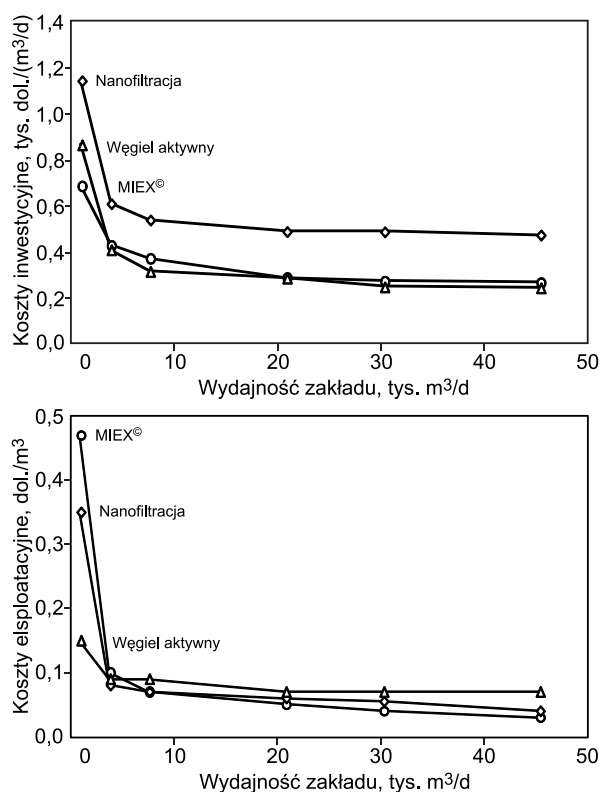 Koszty inwestycyjne, tys. dol./(m³/d)
1,4
1,2
1,0
0,8
0,6
0,4
0,2
0,0
Nanofiltracja
Węgiel aktywny
MIEX©
0 10 20 30 40 50
Wydajność zakładu, tys. m³/d
Koszty elsploatacyjne, dol./m³
0,5
0,4
0,3
0,2
0,1
0,0
MIEX©
Nanofiltracja
Węgiel aktywny
0 10 20 30 40 50
Wydajność zakładu, tys. m³/d